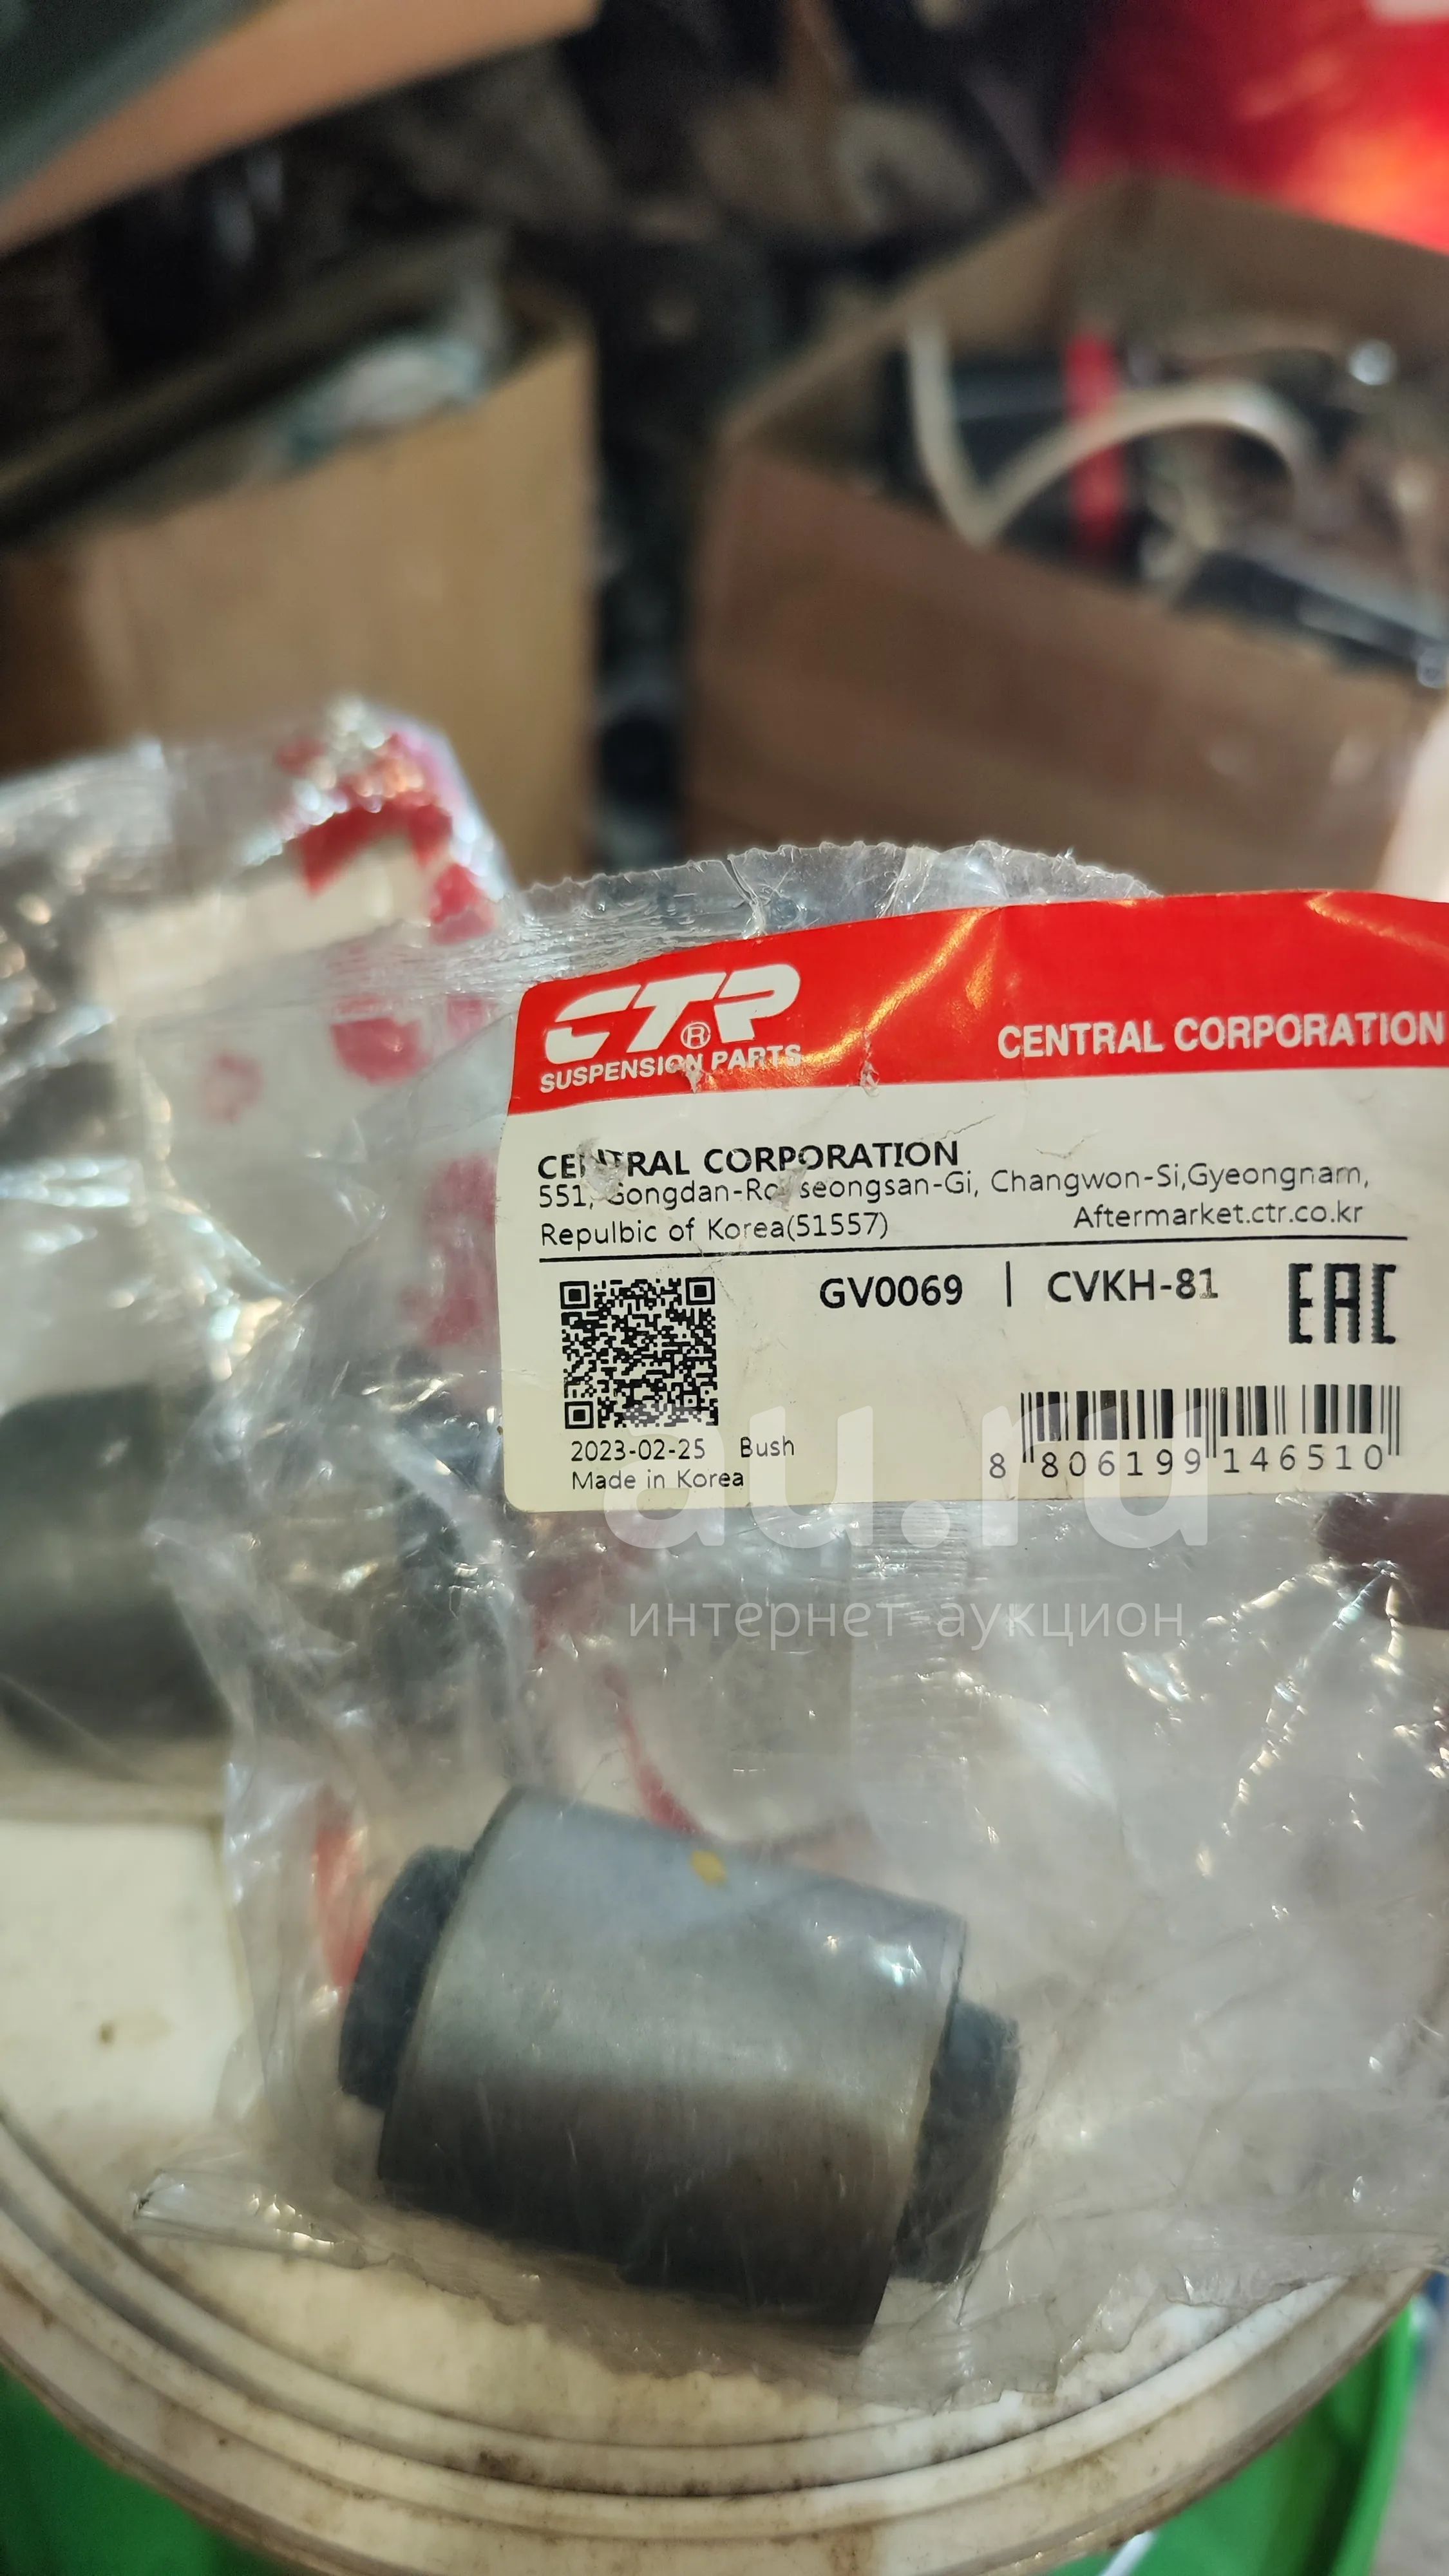 CTR®
SUSPENSION PARTS
CENTRAL CORPORATION
CENTRAL CORPORATION
551, Gongdan-Ro, seongsan-Gi, Changwon-Si,Gyeongnam,
Repulbic of Korea(51557)
Aftermarket.ctr.co.kr
GV0069 | CVKH-81
EAC
2023-02-25 Bush
Made in Korea
8 806199 146510
au.ru
интернет-аукцион